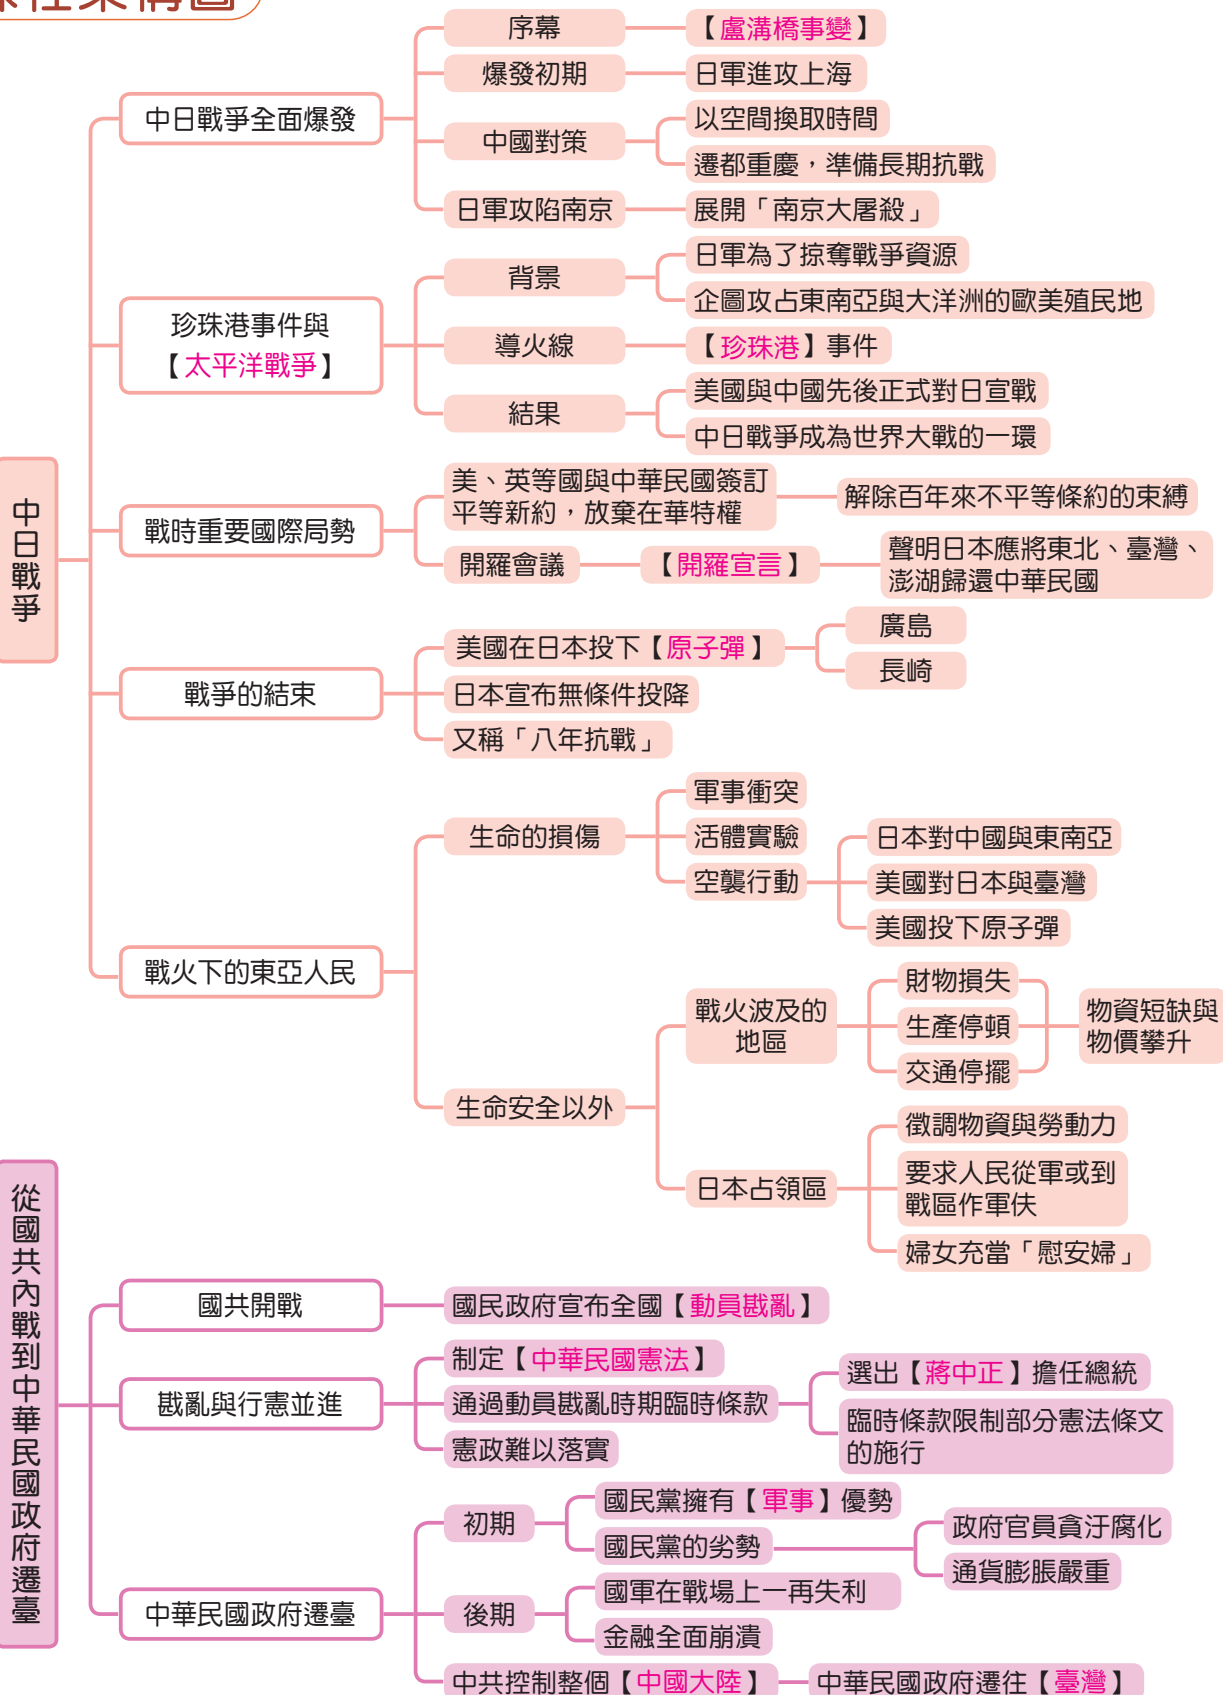 構圖
中日戰爭
中日戰爭全面爆發
序幕
【盧溝橋事變】
爆發初期
日軍進攻上海
中國對策
以空間換取時間
遷都重慶，準備長期抗戰
日軍攻陷南京
展開「南京大屠殺」
珍珠港事件與
【太平洋戰爭】
背景
日軍為了掠奪戰爭資源
企圖攻占東南亞與大洋洲的歐美殖民地
導火線
【珍珠港】事件
結果
美國與中國先後正式對日宣戰
中日戰爭成為世界大戰的一環
戰時重要國際局勢
美、英等國與中華民國簽訂
平等新約，放棄在華特權
解除百年來不平等條約的束縛
開羅會議
【開羅宣言】
聲明日本應將東北、臺灣、
澎湖歸還中華民國
戰爭的結束
美國在日本投下【原子彈】
廣島
長崎
日本宣布無條件投降
又稱「八年抗戰」
戰火下的東亞人民
生命的損傷
軍事衝突
活體實驗
空襲行動
日本對中國與東南亞
美國對日本與臺灣
美國投下原子彈
生命安全以外
戰火波及的
地區
財物損失
生產停頓
交通停擺
物資短缺與
物價攀升
日本占領區
徵調物資與勞動力
要求人民從軍或到
戰區作軍伕
婦女充當「慰安婦」
從國共內戰到中華民國政府遷臺
國共開戰
國民政府宣布全國【動員戡亂】
戡亂與行憲並進
制定【中華民國憲法】
通過動員戡亂時期臨時條款
選出【蔣中正】擔任總統
臨時條款限制部分憲法條文
的施行
憲政難以落實
中華民國政府遷臺
初期
國民黨擁有【軍事】優勢
國民黨的劣勢
政府官員貪汙腐化
通貨膨脹嚴重
後期
國軍在戰場上一再失利
金融全面崩潰
中共控制整個【中國大陸】
中華民國政府遷往【臺灣】